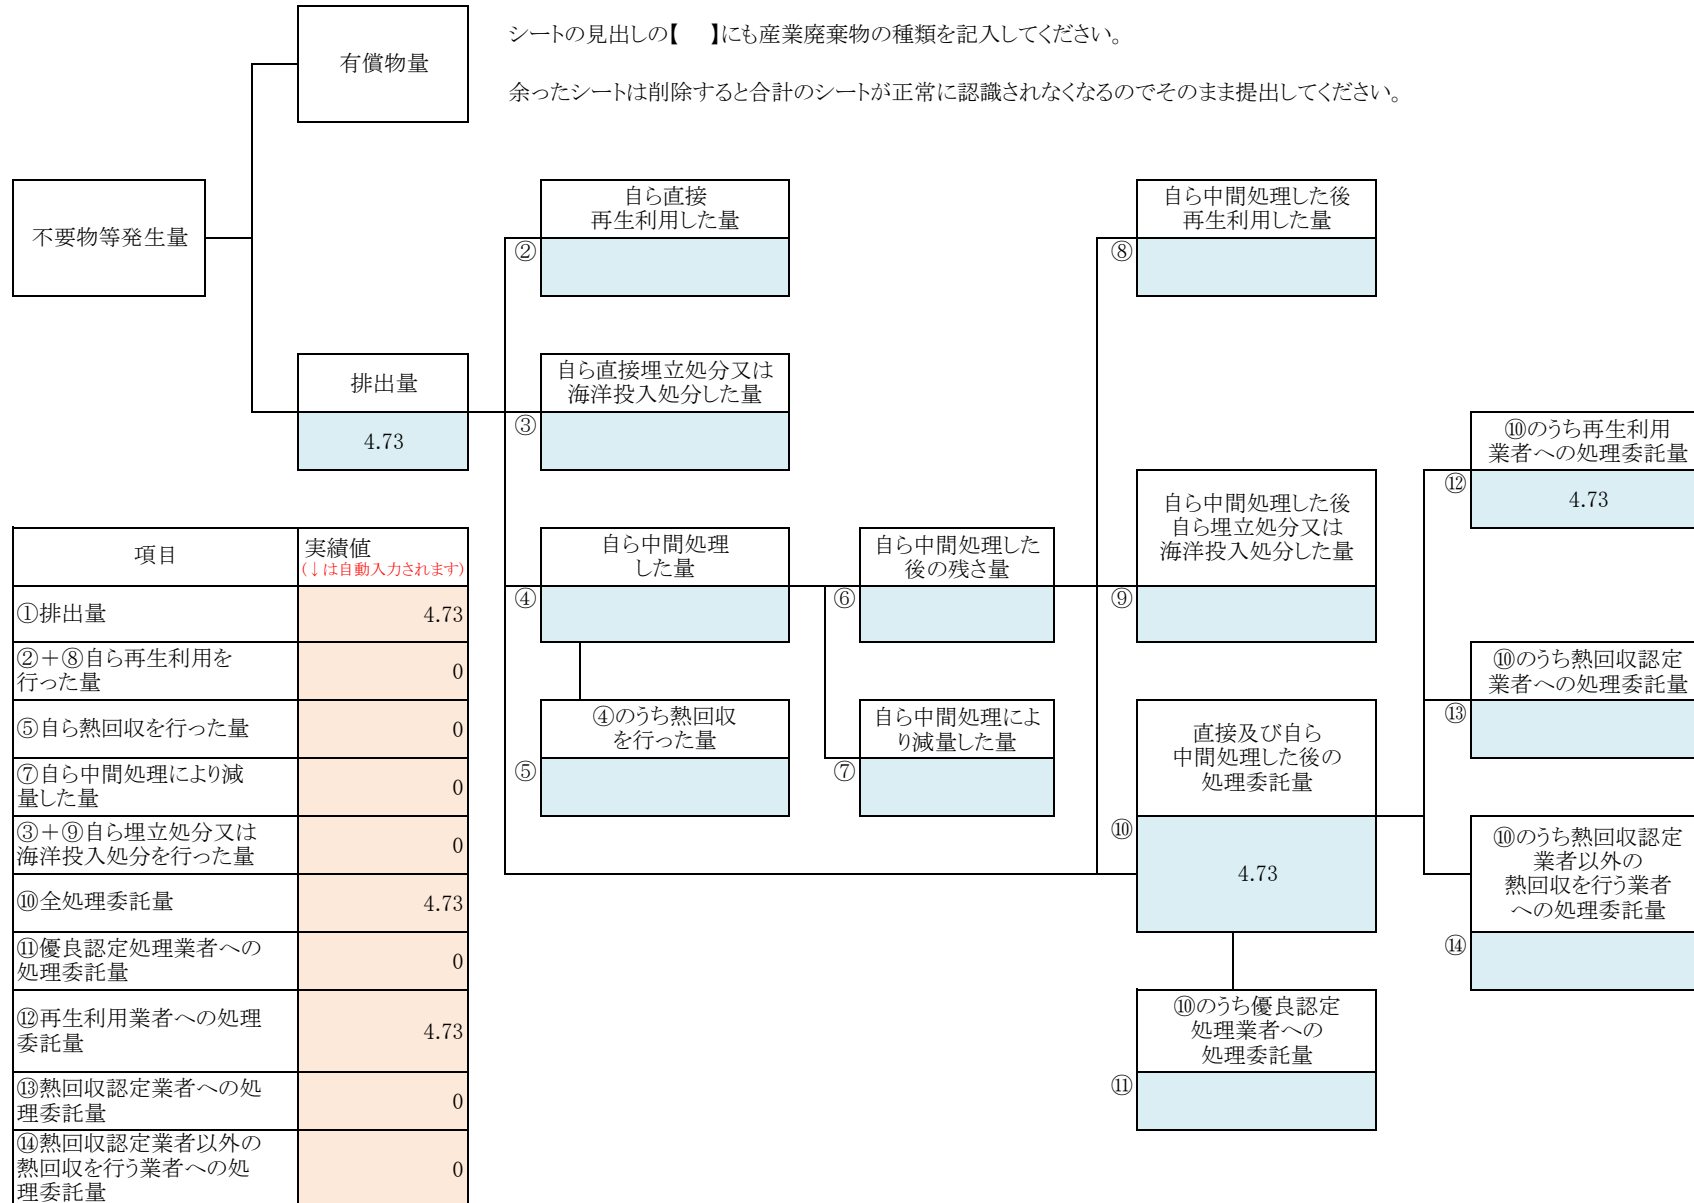 シートの見出しの【　】にも産業廃棄物の種類を記入してください。
余ったシートは削除すると合計のシートが正常に認識されなくなるのでそのまま提出してください。
有償物量
不要物等発生量
自ら直接
再生利用した量
②
自ら中間処理した後
再生利用した量
⑧
排出量
4.73
自ら直接埋立処分又は
海洋投入処分した量
③
⑩のうち再生利用
業者への処理委託量
⑫
4.73
自ら中間処理
した量
④
自ら中間処理した
後の残さ量
⑥
自ら中間処理した後
自ら埋立処分又は
海洋投入処分した量
⑨
⑩のうち熱回収認定
業者への処理委託量
⑬
④のうち熱回収
を行った量
⑤
自ら中間処理によ
り減量した量
⑦
直接及び自ら
中間処理した後の
処理委託量
⑩
4.73
⑩のうち熱回収認定
業者以外の
熱回収を行う業者
への処理委託量
⑭
⑩のうち優良認定
処理業者への
処理委託量
⑪
項目
実績値
(↓は自動入力されます)
①排出量
4.73
②＋⑧自ら再生利用を
行った量
0
⑤自ら熱回収を行った量
0
⑦自ら中間処理により減
量した量
0
③＋⑨自ら埋立処分又は
海洋投入処分を行った量
0
⑩全処理委託量
4.73
⑪優良認定処理業者への
処理委託量
0
⑫再生利用業者への処理
委託量
4.73
⑬熱回収認定業者への処
理委託量
0
⑭熱回収認定業者以外の
熱回収を行う業者への処
理委託量
0